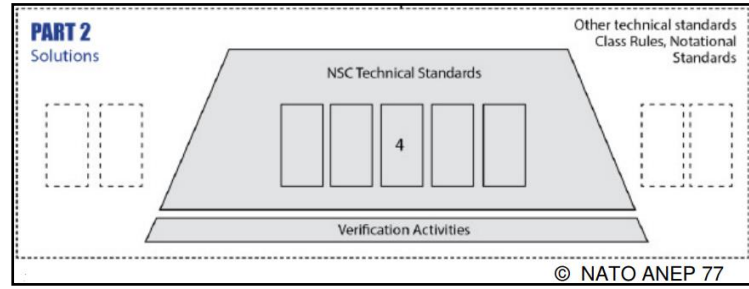 PART 2
Solutions
Other technical standards
Class Rules, Notational
Standards
NSC Technical Standards
4
Verification Activities
© NATO ANEP 77